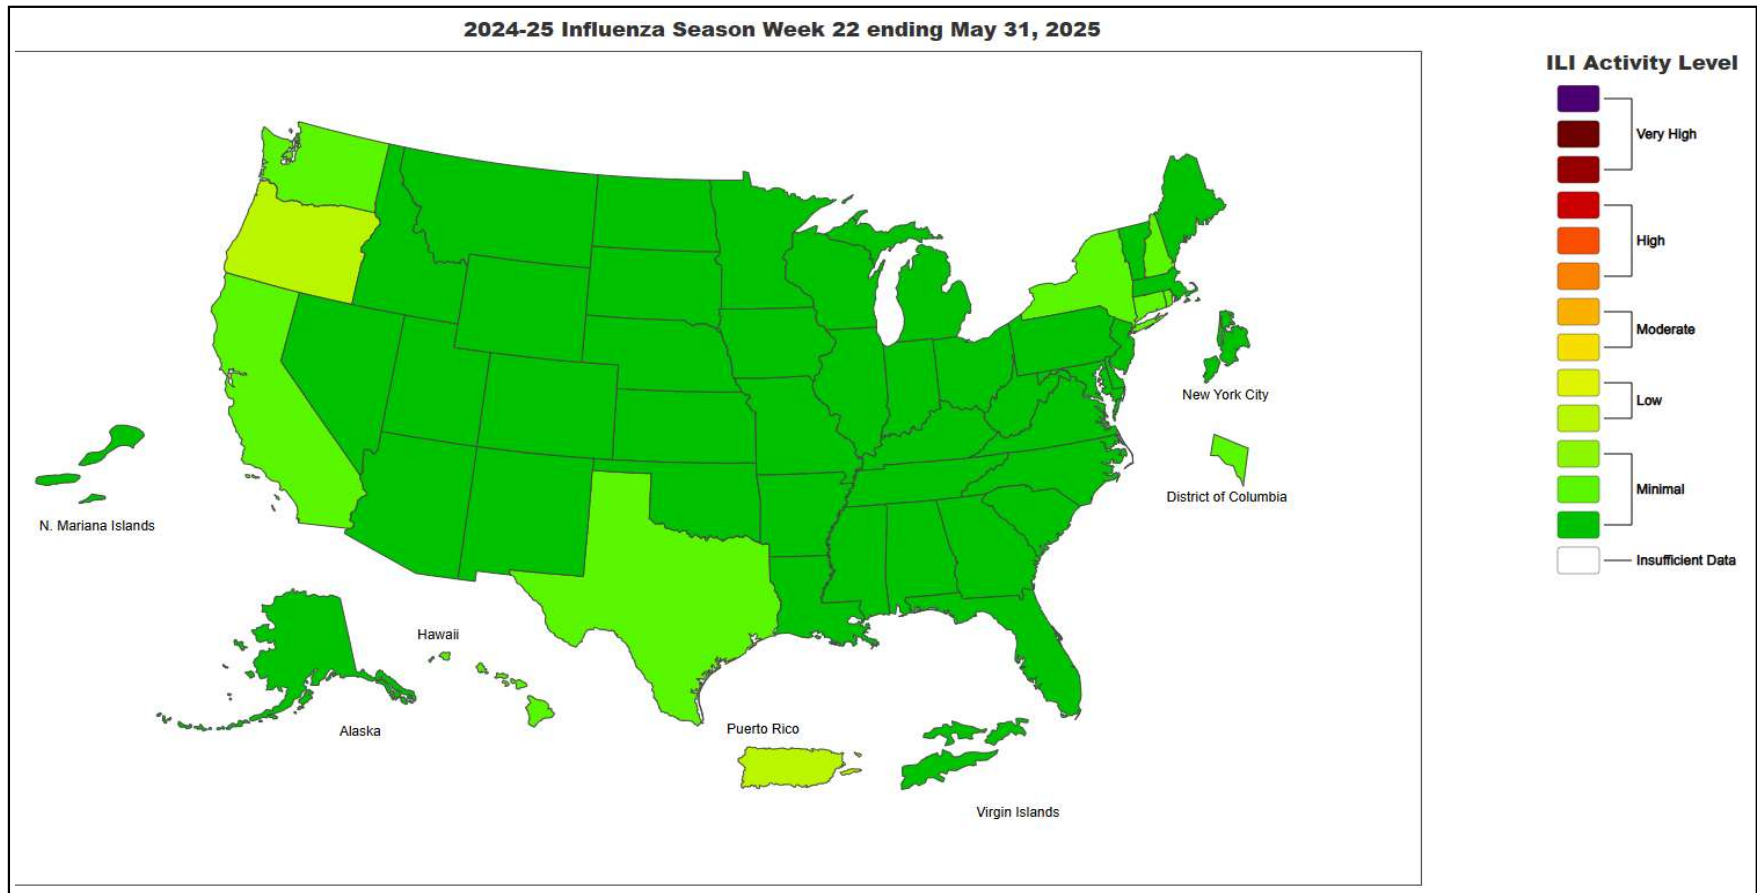 2024-25 Influenza Season Week 22 ending May 31, 2025
ILI Activity Level
Very High
High
Moderate
Low
Minimal
Insufficient Data
New York City
District of Columbia
N. Mariana Islands
Hawaii
Alaska
Puerto Rico
Virgin Islands